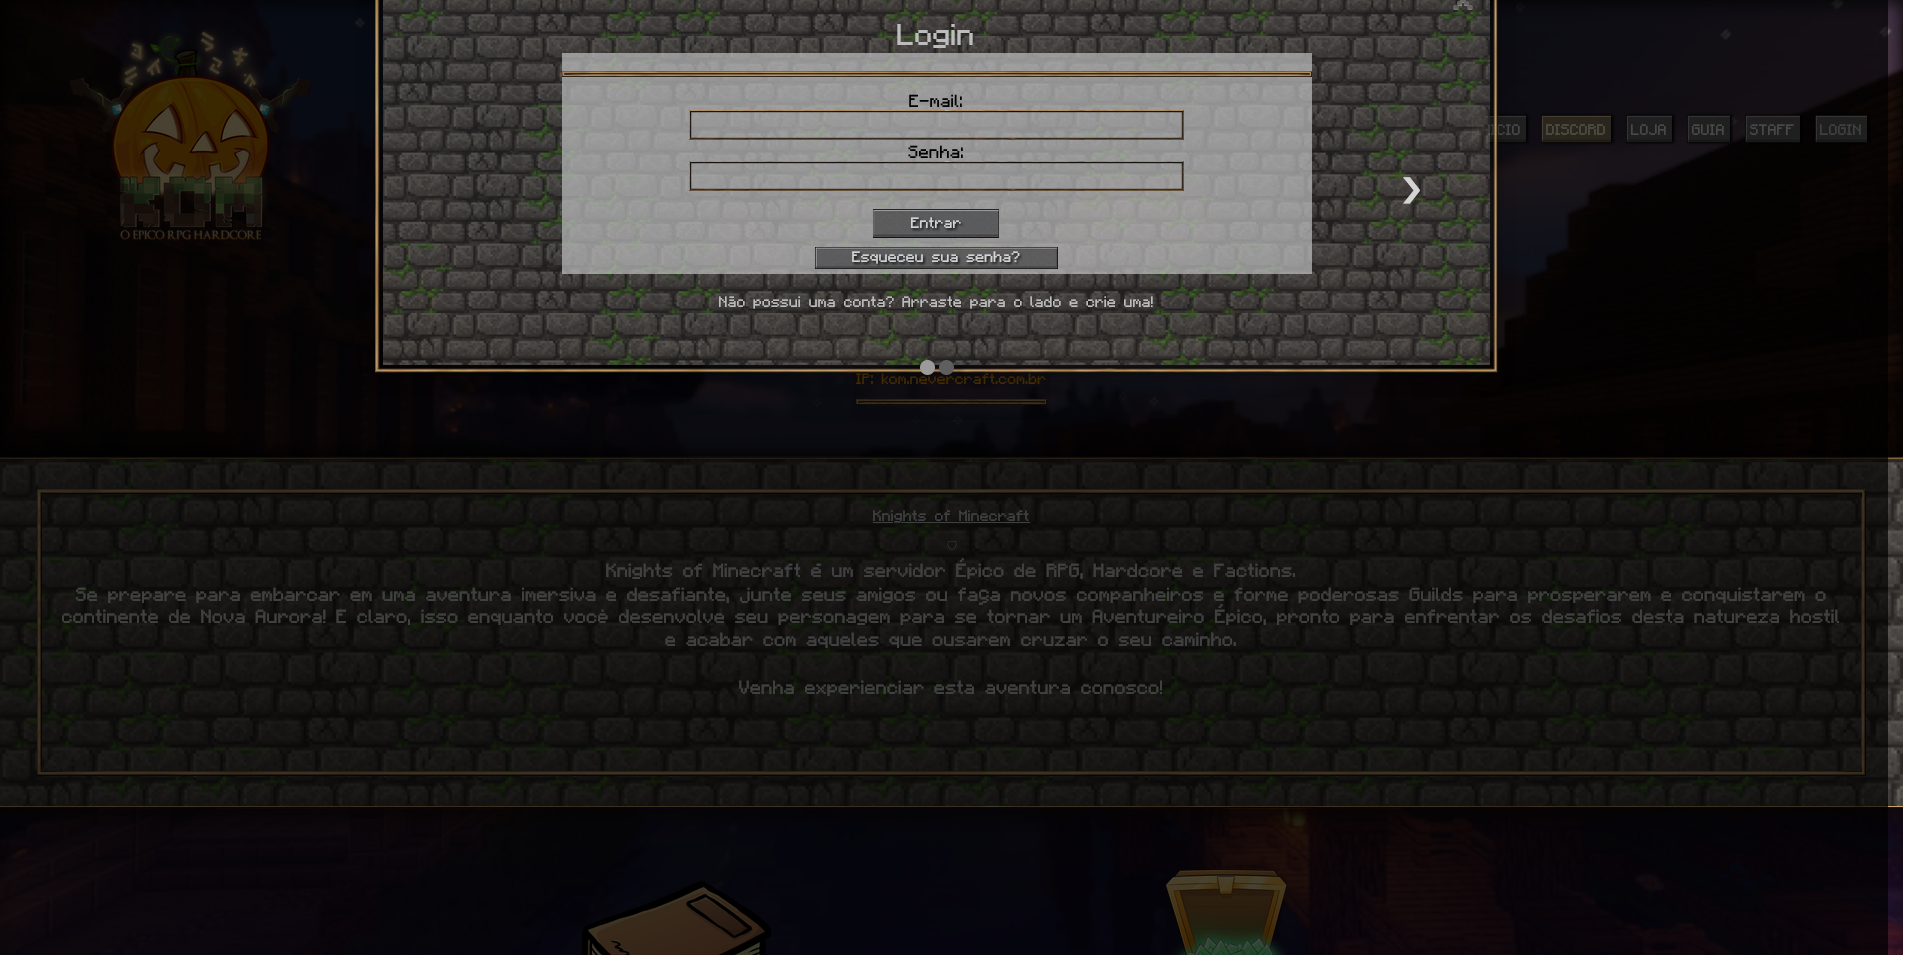 Login
E-mail:
Senha:
Entrar
Esqueceu sua senha?
Não possui uma conta? Arraste para o lado e crie uma!
DISCORD
LOJA
GUIA
STAFF
LOGIN
KOM
O EPICO RPG HARDCORE
IP: kom.nevercraft.com.br
Knights of Minecraft
Knights of Minecraft é um servidor Épico de RPG, Hardcore e Factions.
Se prepare para embarcar em uma aventura imersiva e desafiante, junte seus amigos ou faça novos companheiros e forme poderosas Guilds para prosperarem e conquistarem o
continente de Nova Aurora! E claro, isso enquanto você desenvolve seu personagem para se tornar um Aventureiro Épico, pronto para enfrentar os desafios desta natureza hostil
e acabar com aqueles que ousarem cruzar o seu caminho.
Venha experienciar esta aventura conosco!